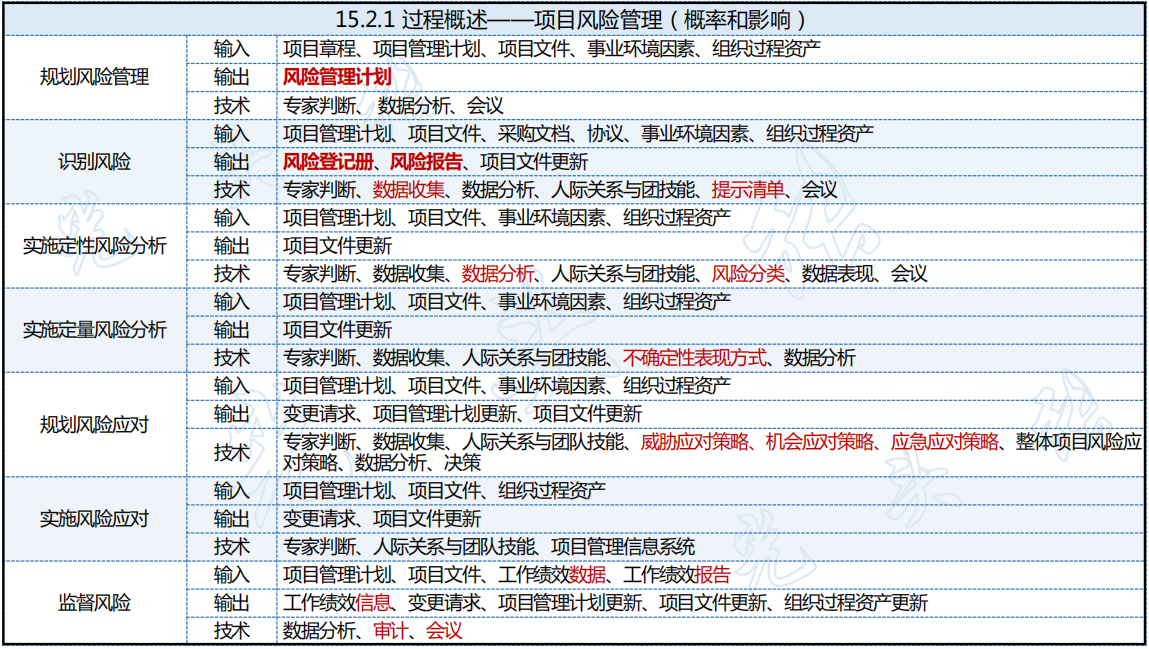 15.2.1 过程概述——项目风险管理（概率和影响）
规划风险管理
输入 项目章程、项目管理计划、项目文件、事业环境因素、组织过程资产
输出 风险管理计划
技术 专家判断、数据分析、会议
识别风险
输入 项目管理计划、项目文件、采购文档、协议、事业环境因素、组织过程资产
输出 风险登记册、风险报告、项目文件更新
技术 专家判断、数据收集、数据分析、人际关系与团技能、提示清单、会议
实施定性风险分析
输入 项目管理计划、项目文件、事业环境因素、组织过程资产
输出 项目文件更新
技术 专家判断、数据收集、数据分析、人际关系与团技能、风险分类、数据表现、会议
实施定量风险分析
输入 项目管理计划、项目文件、事业环境因素、组织过程资产
输出 项目文件更新
技术 专家判断、数据收集、人际关系与团技能、不确定性表现方式、数据分析
规划风险应对
输入 项目管理计划、项目文件、事业环境因素、组织过程资产
输出 变更请求、项目管理计划更新、项目文件更新
技术 专家判断、数据收集、人际关系与团队技能、威胁应对策略、机会应对策略、应急应对策略、整体项目风险应
对策略、数据分析、决策
实施风险应对
输入 项目管理计划、项目文件、组织过程资产
输出 变更请求、项目文件更新
技术 专家判断、人际关系与团队技能、项目管理信息系统
监督风险
输入 项目管理计划、项目文件、工作绩效数据、工作绩效报告
输出 工作绩效信息、变更请求、项目管理计划更新、项目文件更新、组织过程资产更新
技术 数据分析、审计、会议